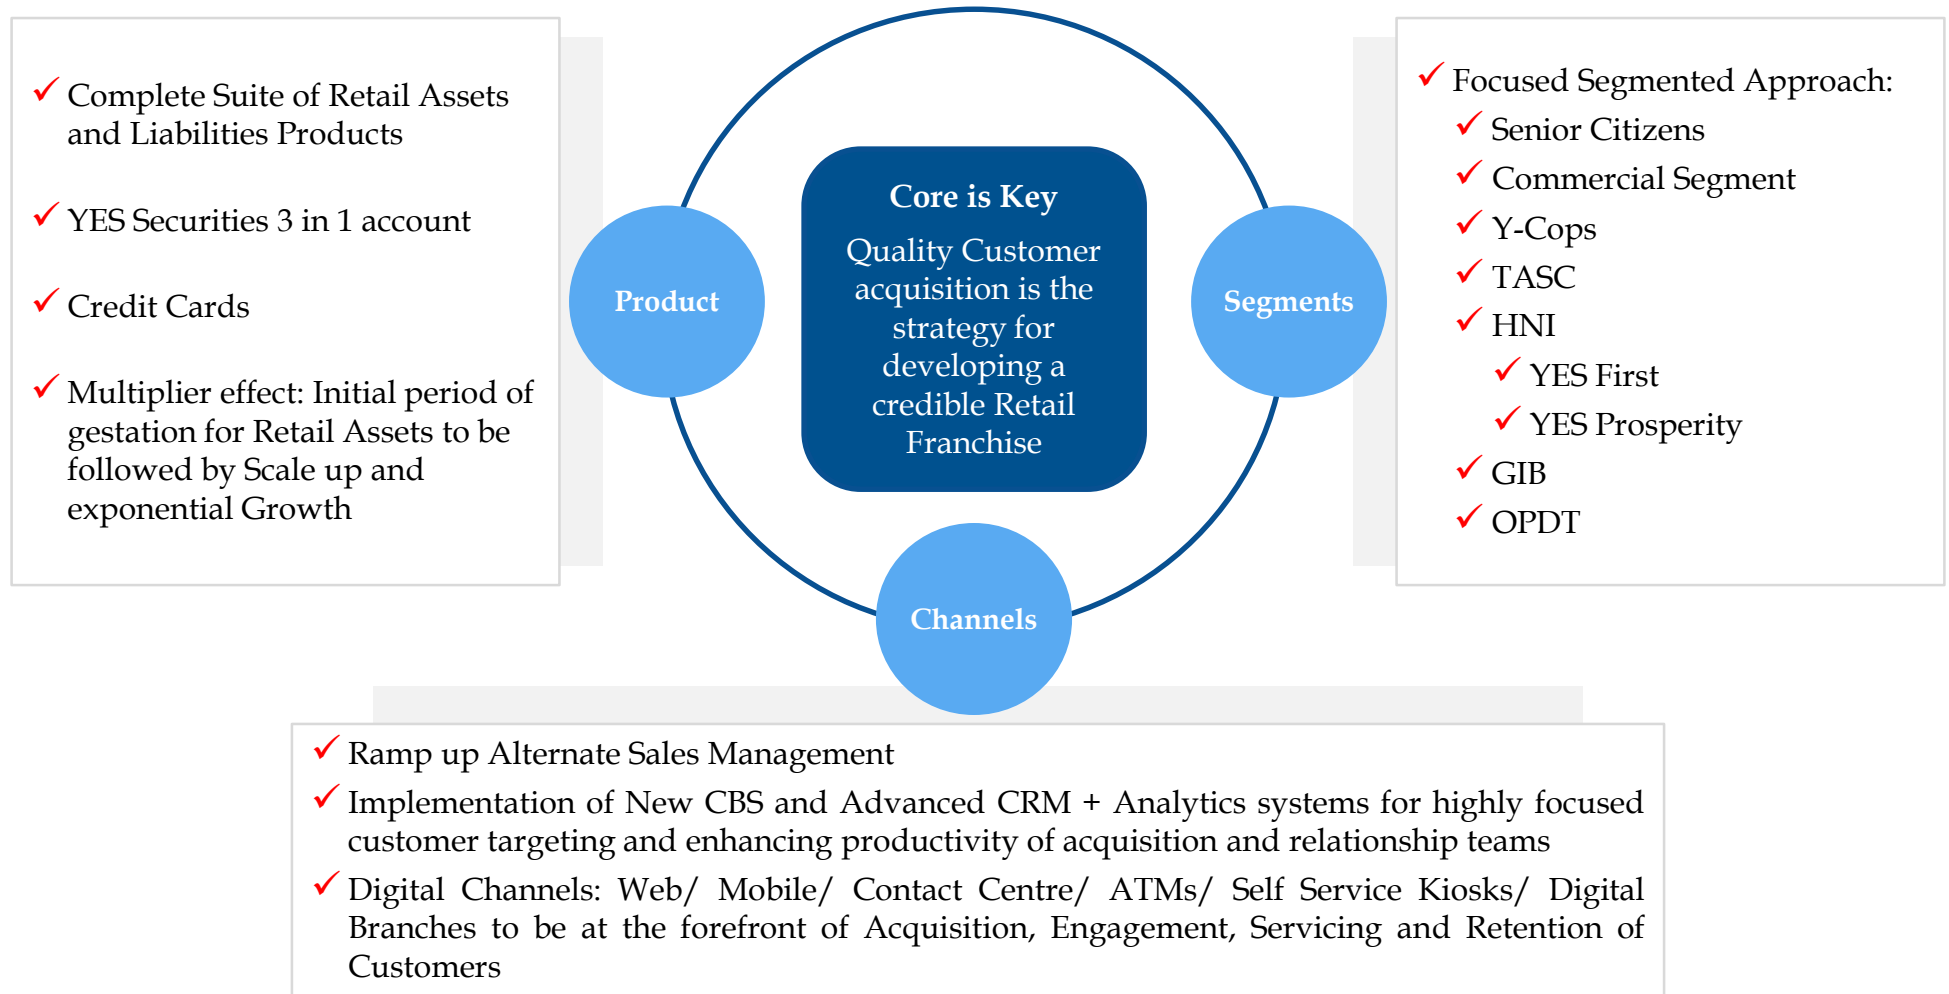 Complete Suite of Retail Assets
and Liabilities Products
YES Securities 3 in 1 account
Credit Cards
Multiplier effect: Initial period of
gestation for Retail Assets to be
followed by Scale up and
exponential Growth
Product
Core is Key
Quality Customer
acquisition is the
strategy for
developing a
credible Retail
Franchise
Segments
Focused Segmented Approach:
Senior Citizens
Commercial Segment
Y-Cops
TASC
HNI
YES First
YES Prosperity
GIB
OPDT
Channels
Ramp up Alternate Sales Management
Implementation of New CBS and Advanced CRM + Analytics systems for highly focused
customer targeting and enhancing productivity of acquisition and relationship teams
Digital Channels: Web/ Mobile/ Contact Centre/ ATMs/ Self Service Kiosks/ Digital
Branches to be at the forefront of Acquisition, Engagement, Servicing and Retention of
Customers